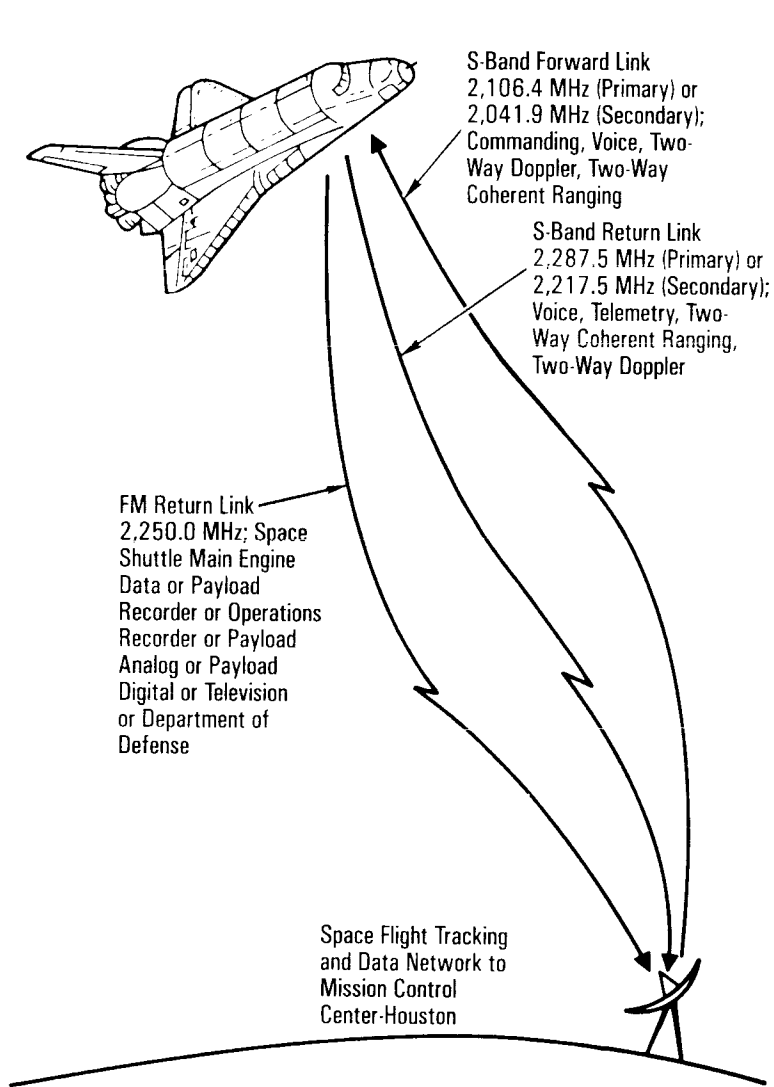 S-Band Forward Link
2,106.4 MHz (Primary) or
2,041.9 MHz (Secondary);
Commanding, Voice, Two-
Way Doppler, Two-Way
Coherent Ranging
S-Band Return Link
2,287.5 MHz (Primary) or
2,217.5 MHz (Secondary);
Voice, Telemetry, Two-
Way Coherent Ranging,
Two-Way Doppler
FM Return Link
2,250.0 MHz; Space
Shuttle Main Engine
Data or Payload
Recorder or Operations
Recorder or Payload
Analog or Payload
Digital or Television
or Department of
Defense
Space Flight Tracking
and Data Network to
Mission Control
Center-Houston